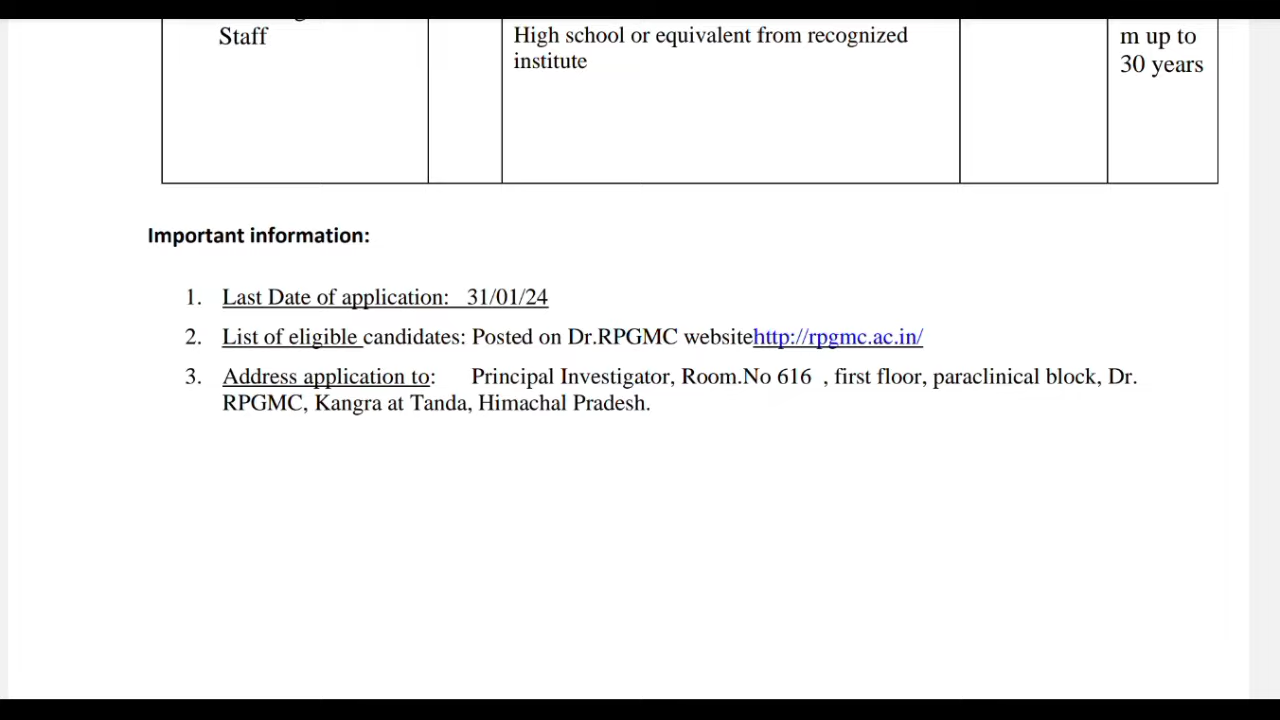 Staff
High school or equivalent from recognized
institute
m up to
30 years
Important information:
1. Last Date of application: 31/01/24
2. List of eligible candidates: Posted on Dr.RPGMC websitehttp://rpgmc.ac.in/
3. Address application to: Principal Investigator, Room.No 616 , first floor, paraclinical block, Dr.
RPGMC, Kangra at Tanda, Himachal Pradesh.